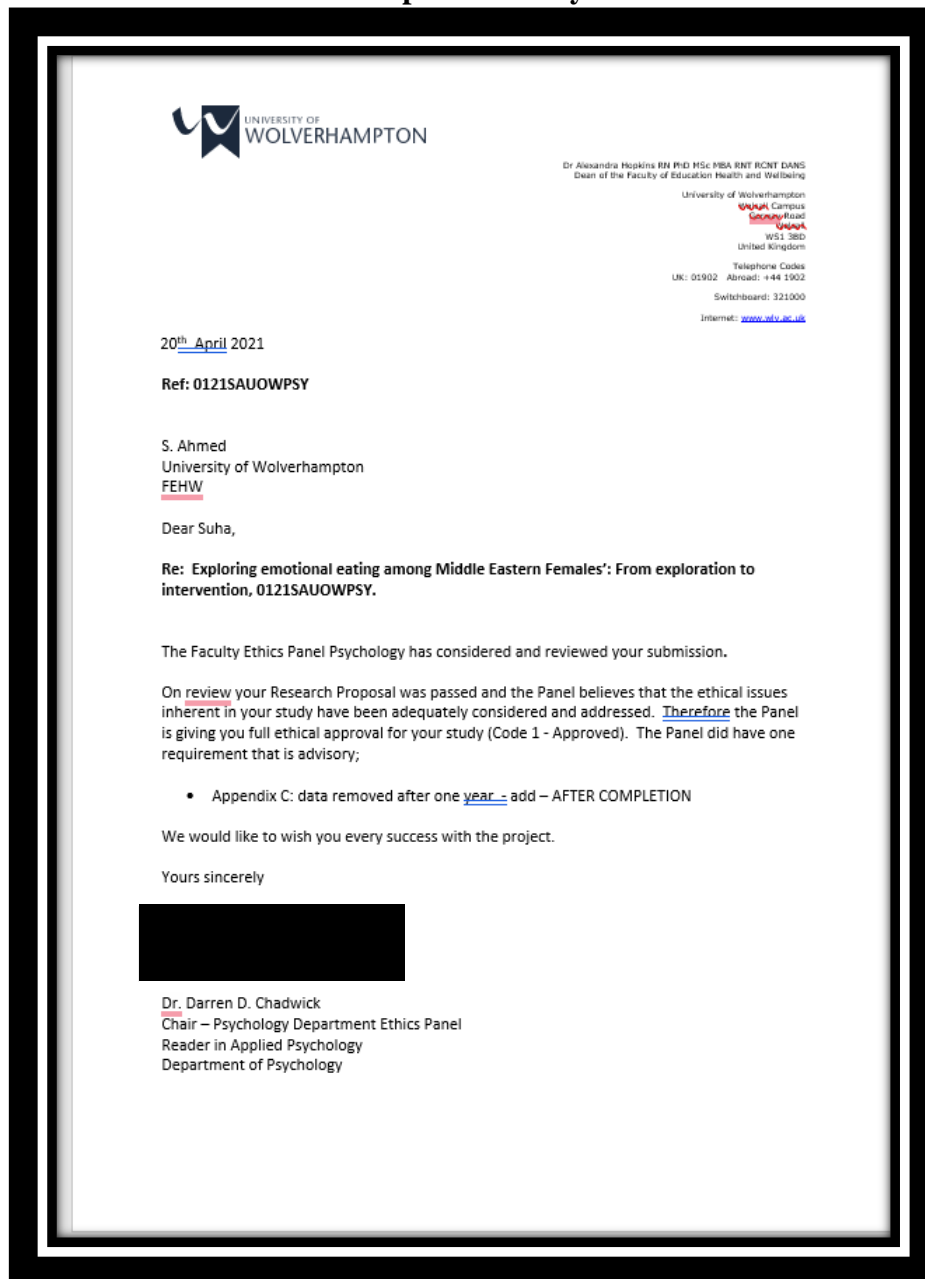 UNIVERSITY OF
WOLVERHAMPTON
Dr Alexandra Hopkins RN PhD MSc MBA RNT RCNT DANS
Dean of the Faculty of Education Health and Wellbeing
University of Wolverhampton
Campus
Road
WS1 3BD
United Kingdom
Telephone Codes
UK: 01902 Abroad: +44 1902
Switchboard: 321000
Internet: www.wlv.ac.uk
20th April 2021
Ref: 0121SAUOWPSY
S. Ahmed
University of Wolverhampton
FEHW
Dear Suha,
Re: Exploring emotional eating among Middle Eastern Females’: From exploration to
intervention, 0121SAUOWPSY.
The Faculty Ethics Panel Psychology has considered and reviewed your submission.
On review your Research Proposal was passed and the Panel believes that the ethical issues
inherent in your study have been adequately considered and addressed. Therefore the Panel
is giving you full ethical approval for your study (Code 1 - Approved). The Panel did have one
requirement that is advisory;
• Appendix C: data removed after one year - add – AFTER COMPLETION
We would like to wish you every success with the project.
Yours sincerely
Dr. Darren D. Chadwick
Chair – Psychology Department Ethics Panel
Reader in Applied Psychology
Department of Psychology